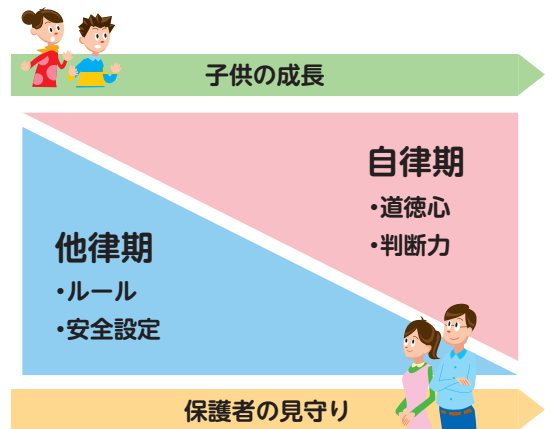 子供の成長
自律期
・道徳心
・判断力
他律期
・ルール
・安全設定
保護者の見守り